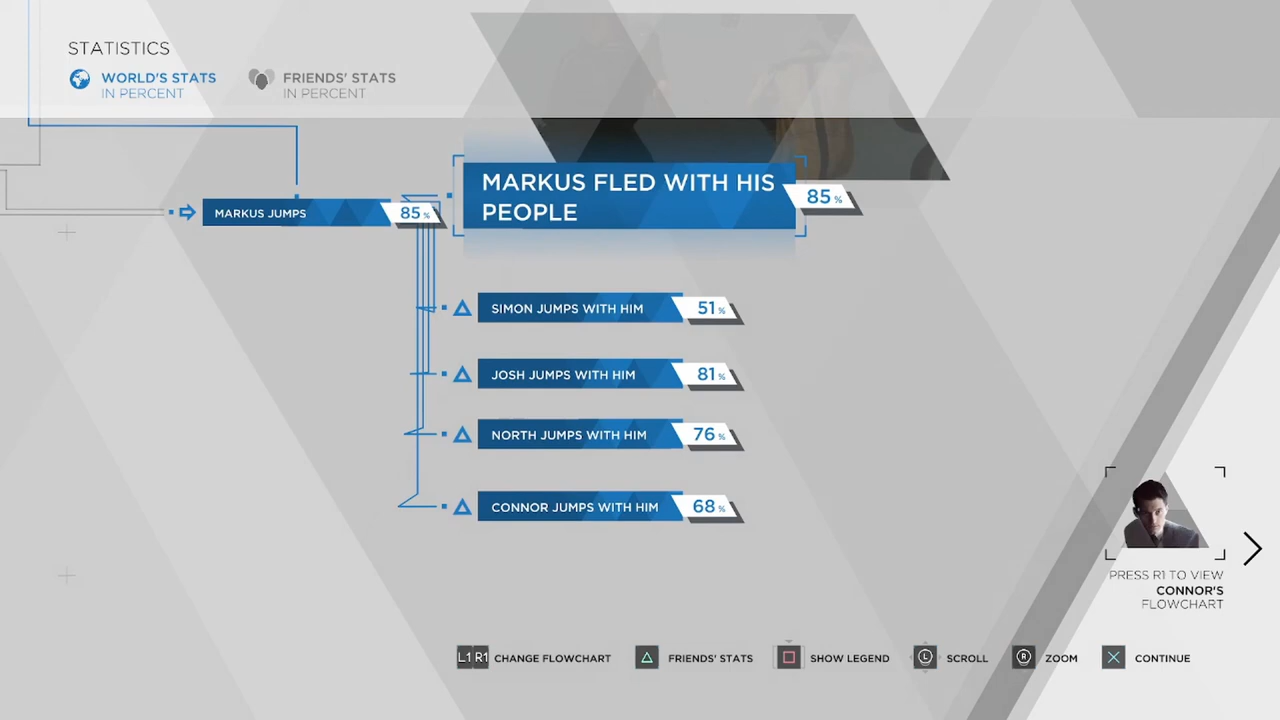 STATISTICS
WORLD'S STATS
IN PERCENT
FRIENDS' STATS
IN PERCENT
MARKUS JUMPS
85%
MARKUS FLED WITH HIS
PEOPLE
85%
SIMON JUMPS WITH HIM
51%
JOSH JUMPS WITH HIM
81%
NORTH JUMPS WITH HIM
76%
CONNOR JUMPS WITH HIM
68%
PRESS R1 TO VIEW
CONNOR'S
FLOWCHART
L1 R1 CHANGE FLOWCHART
FRIENDS' STATS
SHOW LEGEND
L SCROLL
R ZOOM
CONTINUE